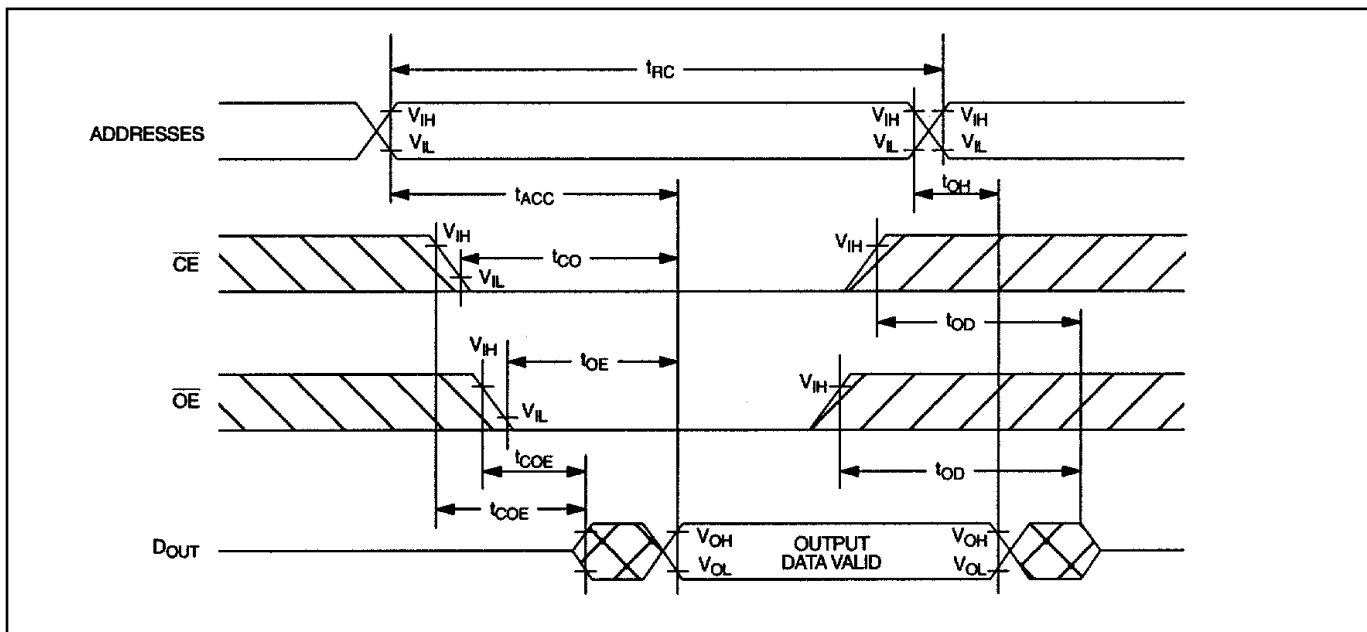 tRC
ADDRESSES
VIH
VIL
VIH
VIL
VIH
VIL
tACC
tOH
CE
VIH
VIL
tCO
VIH
tOD
OE
VIH
VIL
tOE
VIH
tCOE
tOD
tCOE
DOUT
VOH
VOL
OUTPUT
DATA VALID
VOH
VOL